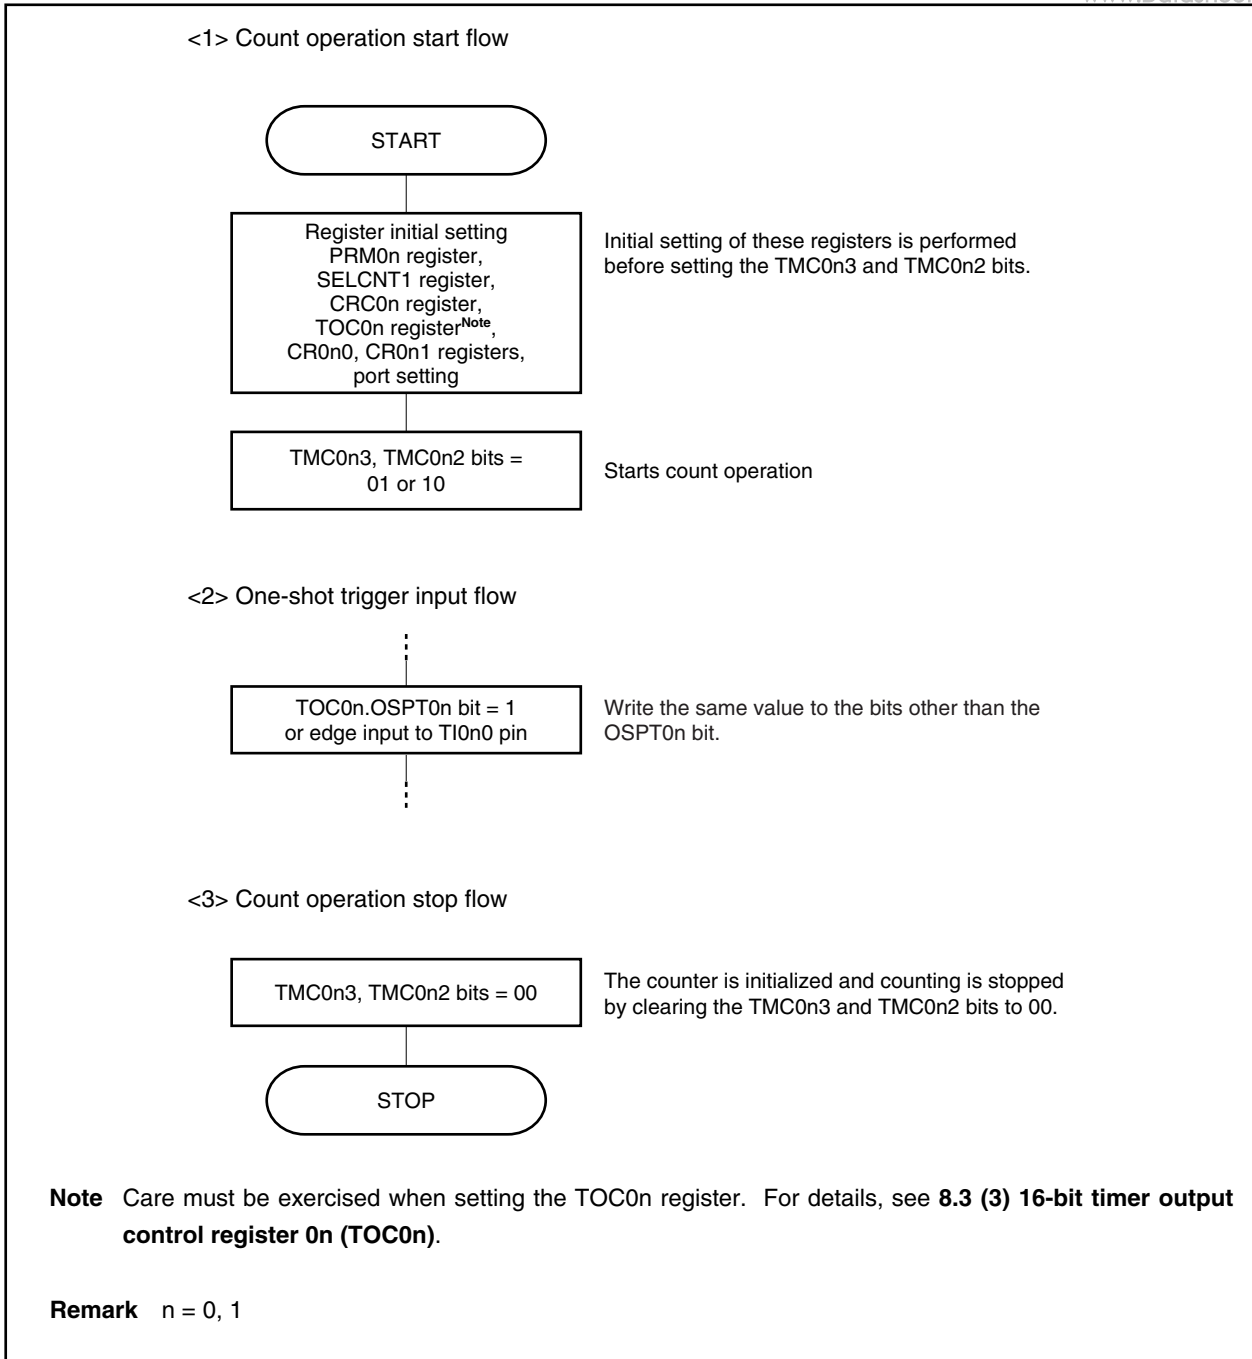 <1> Count operation start flow
START
Register initial setting
PRM0n register,
SELCNT1 register,
CRC0n register,
TOC0n registerNote,
CR0n0, CR0n1 registers,
port setting
Initial setting of these registers is performed
before setting the TMC0n3 and TMC0n2 bits.
TMC0n3, TMC0n2 bits =
01 or 10
Starts count operation
<2> One-shot trigger input flow
TOC0n.OSPT0n bit = 1
or edge input to TI0n0 pin
Write the same value to the bits other than the
OSPT0n bit.
<3> Count operation stop flow
TMC0n3, TMC0n2 bits = 00
The counter is initialized and counting is stopped
by clearing the TMC0n3 and TMC0n2 bits to 00.
STOP
Note Care must be exercised when setting the TOC0n register. For details, see 8.3 (3) 16-bit timer output
control register 0n (TOC0n).
Remark n = 0, 1